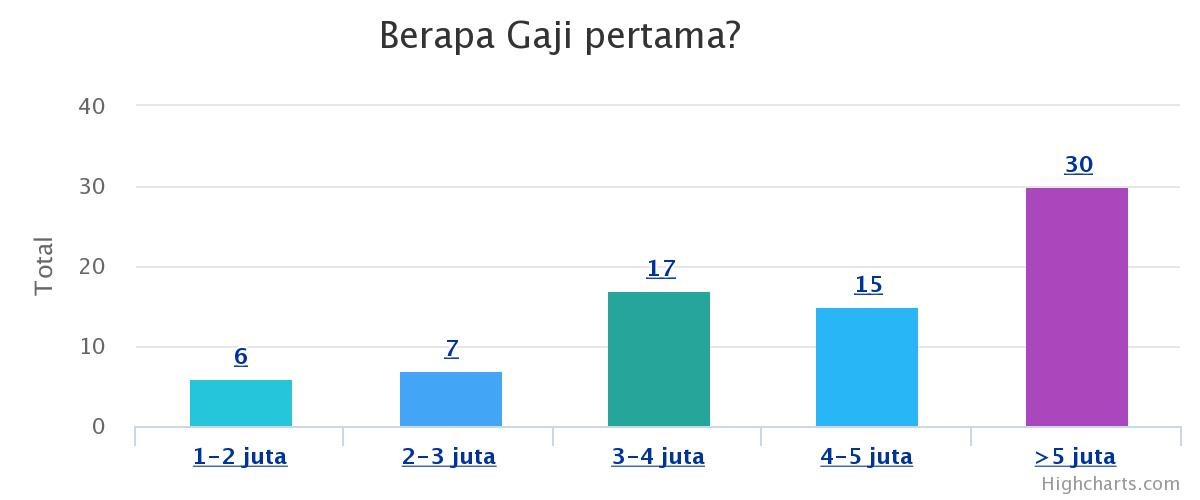 Berapa Gaji pertama?
Total
40
30
20
10
0
6
7
17
15
30
1-2 juta
2-3 juta
3-4 juta
4-5 juta
>5 juta
Highcharts.com